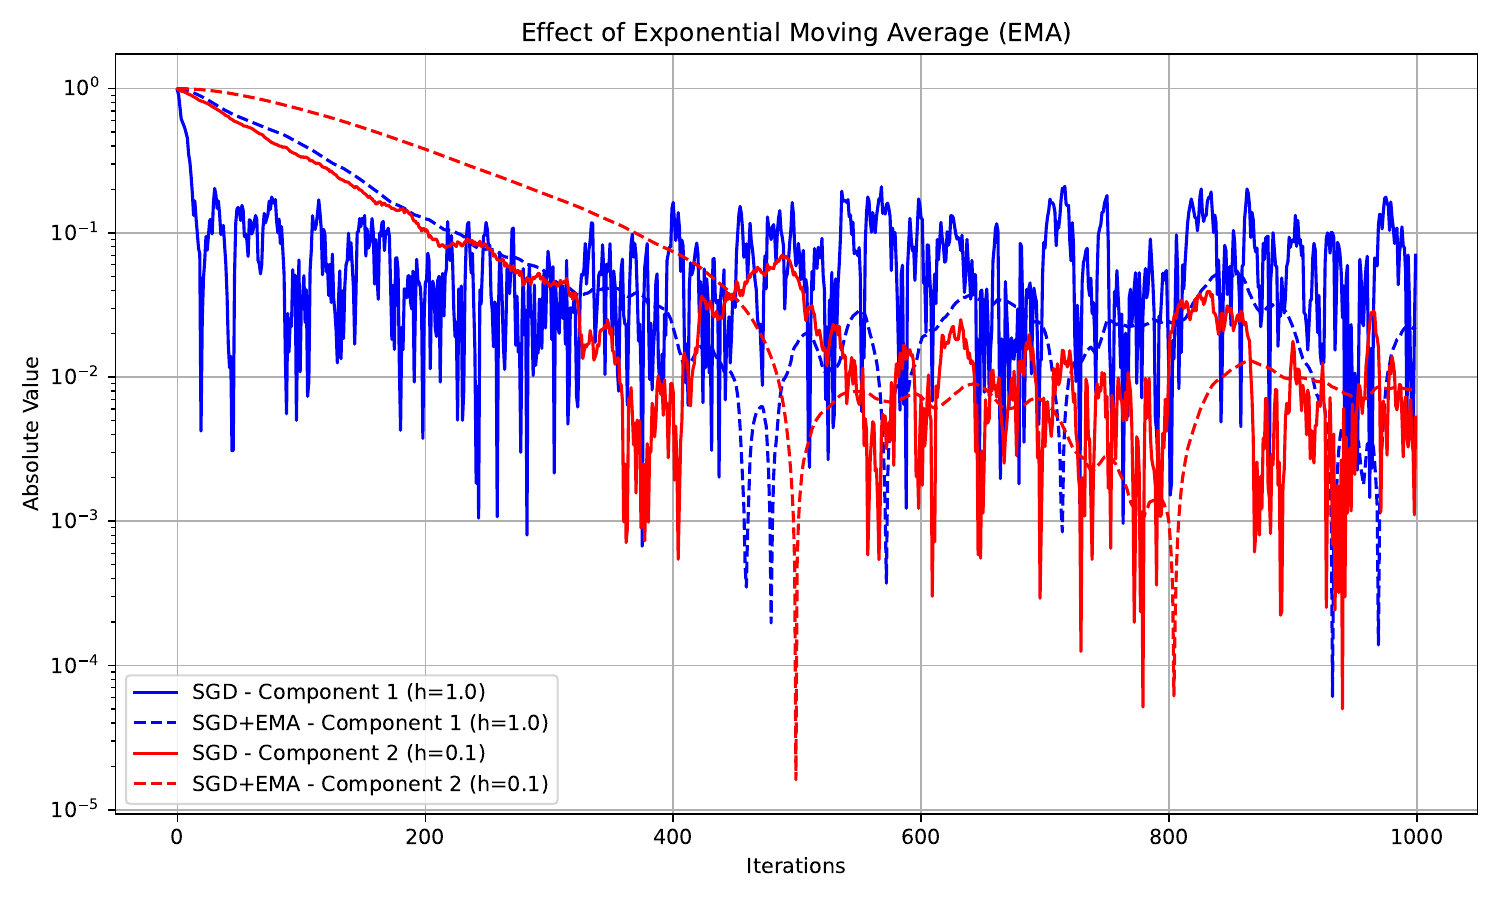 Effect of Exponential Moving Average (EMA)
Absolute Value
10⁰
10⁻¹
10⁻²
10⁻³
10⁻⁴
10⁻⁵
SGD - Component 1 (h=1.0)
SGD+EMA - Component 1 (h=1.0)
SGD - Component 2 (h=0.1)
SGD+EMA - Component 2 (h=0.1)
0 200 400 600 800 1000
Iterations